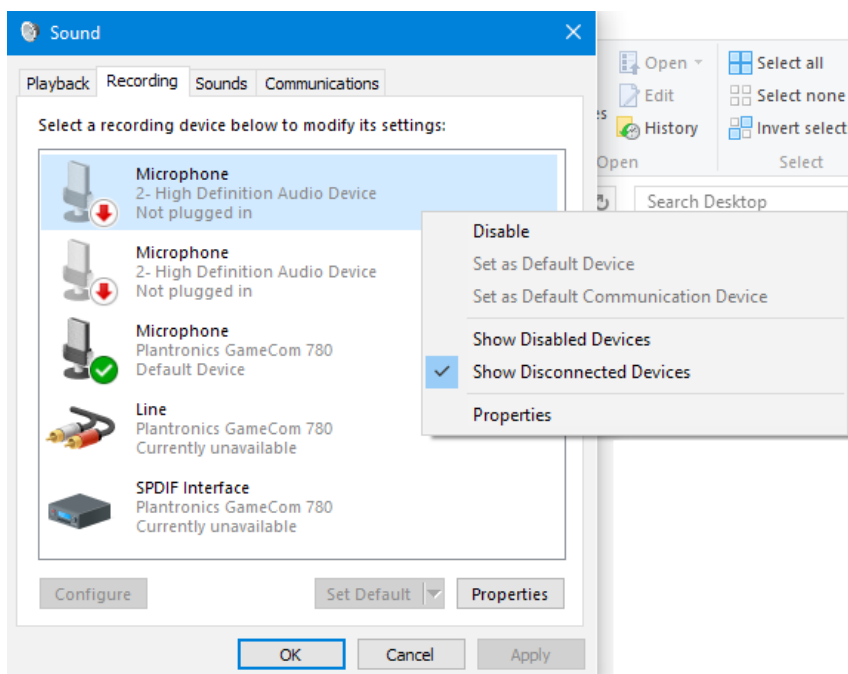 Sound
Playback Recording Sounds Communications
Select a recording device below to modify its settings:
Microphone
2- High Definition Audio Device
Not plugged in
Microphone
2- High Definition Audio Device
Not plugged in
Microphone
Plantronics GameCom 780
Default Device
Line
Plantronics GameCom 780
Currently unavailable
SPDIF Interface
Plantronics GameCom 780
Currently unavailable
Configure Set Default Properties
OK Cancel Apply
Disable
Set as Default Device
Set as Default Communication Device
Show Disabled Devices
Show Disconnected Devices
Properties
Open Select all
Edit Select none
es History Invert select
Open Select
Search Desktop